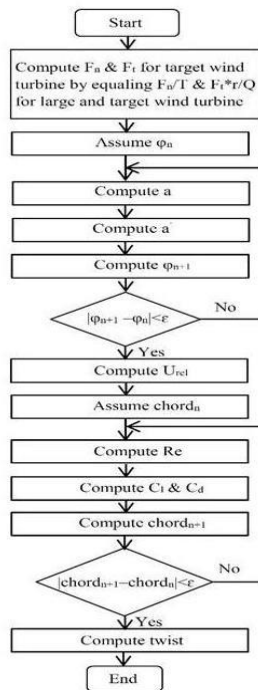 Start
Compute Fₙ & Fₜ for target wind
turbine by equaling Fₙ/T & Fₜ*r/Q
for large and target wind turbine
Assume φₙ
Compute a
Compute a'
Compute φₙ₊₁
|φₙ₊₁ –φₙ|<ε
No
Yes
Compute Uᵣₑₗ
Assume chordₙ
Compute Re
Compute Cₗ & C_d
Compute chordₙ₊₁
|chordₙ₊₁–chordₙ|<ε
No
Yes
Compute twist
End